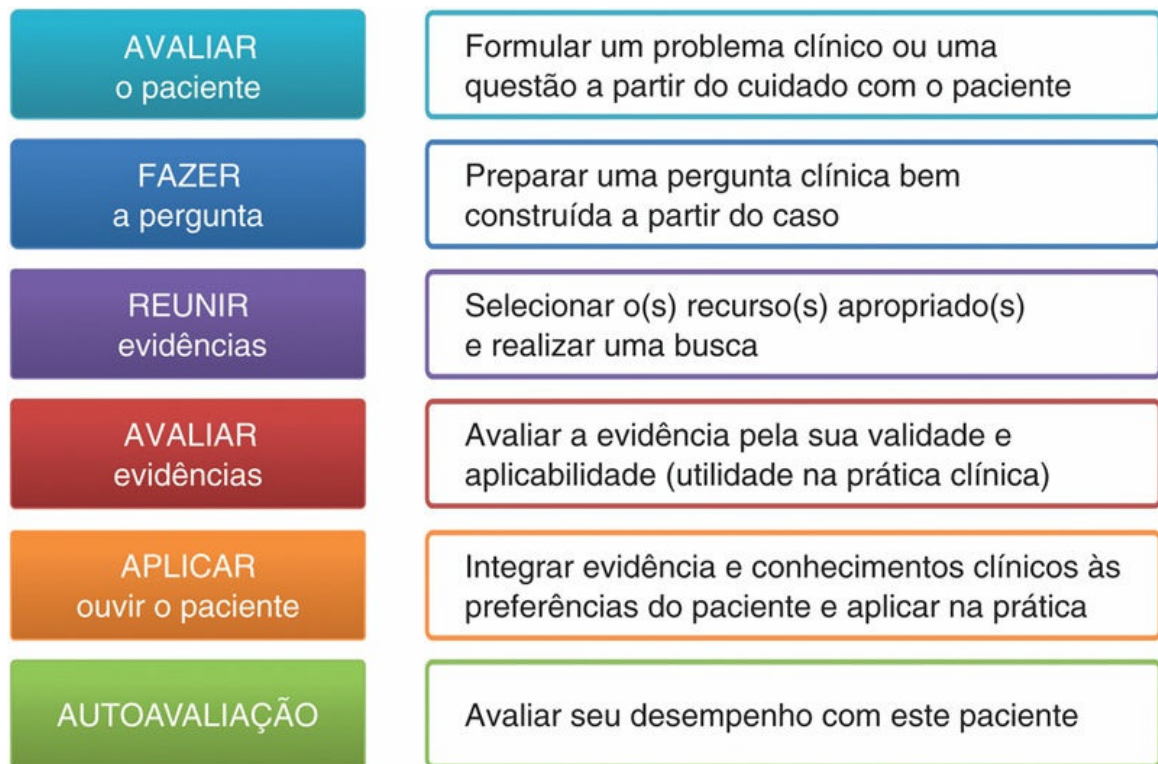 AVALIAR
o paciente
Formular um problema clínico ou uma
questão a partir do cuidado com o paciente
FAZER
a pergunta
Preparar uma pergunta clínica bem
construída a partir do caso
REUNIR
evidências
Selecionar o(s) recurso(s) apropriado(s)
e realizar uma busca
AVALIAR
evidências
Avaliar a evidência pela sua validade e
aplicabilidade (utilidade na prática clínica)
APLICAR
ouvir o paciente
Integrar evidência e conhecimentos clínicos às
preferências do paciente e aplicar na prática
AUTOAVALIAÇÃO
Avaliar seu desempenho com este paciente